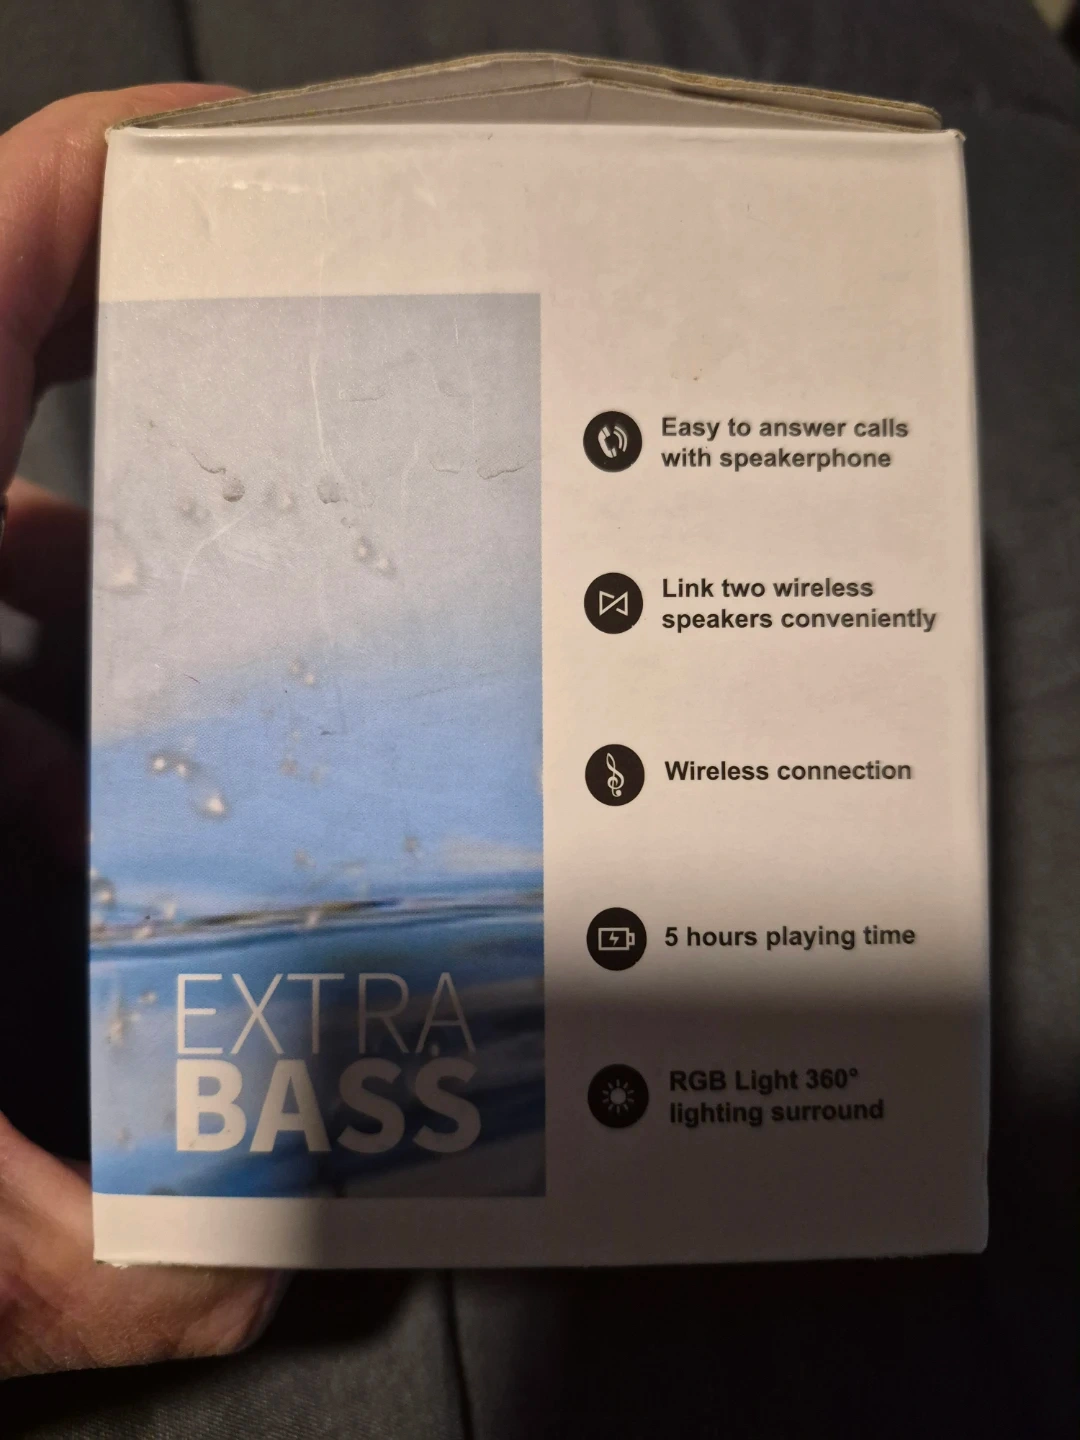 Easy to answer calls
with speakerphone
Link two wireless
speakers conveniently
Wireless connection
5 hours playing time
RGB Light 360°
lighting surround
EXTRA
BASS